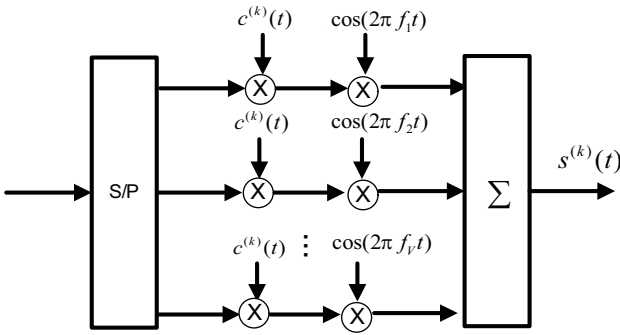 c^{(k)}(t) cos(2π f_1 t)
X X
c^{(k)}(t) cos(2π f_2 t)
s^{(k)}(t)
S/P X X Σ
c^{(k)}(t) ⋮ cos(2π f_V t)
X X